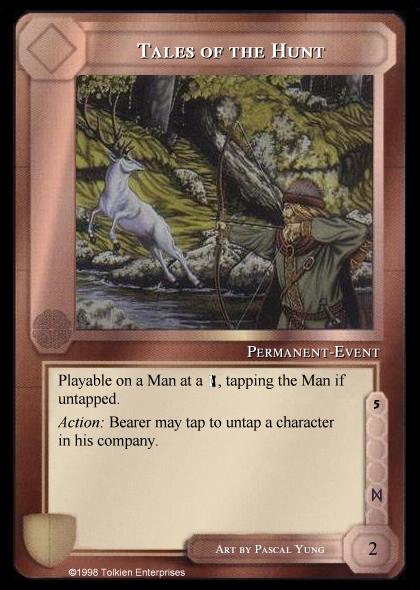 TALES OF THE HUNT
PERMANENT-EVENT
Playable on a Man at a , tapping the Man if
untapped.
Action: Bearer may tap to untap a character
in his company.
5
ᛞ
ART BY PASCAL YUNG
2
©1998 Tolkien Enterprises